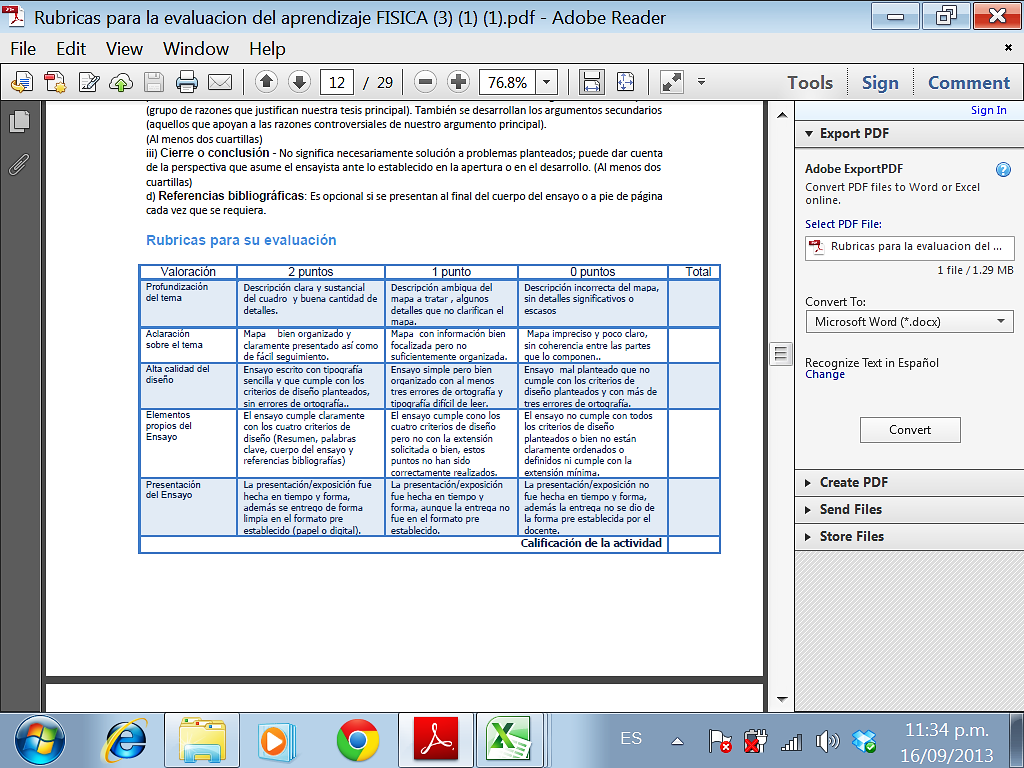 Rubricas para la evaluacion del aprendizaje FISICA (3) (1) (1).pdf - Adobe Reader
File Edit View Window Help
12 / 29 76.8% Tools Sign Comment
(grupo de razones que justifican nuestra tesis principal). También se desarrollan los argumentos secundarios
(aquellos que apoyan a las razones controversiales de nuestro argumento principal).
(Al menos dos cuartillas)
iii) Cierre o conclusión - No significa necesariamente solución a problemas planteados; puede dar cuenta
de la perspectiva que asume el ensayista ante lo establecido en la apertura o en el desarrollo. (Al menos dos
cuartillas)
d) Referencias bibliográficas: Es opcional si se presentan al final del cuerpo del ensayo o a pie de página
cada vez que se requiera.
Rubricas para su evaluación
Valoración 2 puntos 1 punto 0 puntos Total
Profundización
del tema
Descripción clara y sustancial
del cuadro y buena cantidad de
detalles.
Descripción ambigua del
mapa a tratar , algunos
detalles que no clarifican el
mapa.
Descripción incorrecta del mapa,
sin detalles significativos o
escasos
Aclaración
sobre el tema
Mapa bien organizado y
claramente presentado así como
de fácil seguimiento.
Mapa con información bien
focalizada pero no
suficientemente organizada.
Mapa impreciso y poco claro,
sin coherencia entre las partes
que lo componen..
Alta calidad del
diseño
Ensayo escrito con tipografía
sencilla y que cumple con los
criterios de diseño planteados,
sin errores de ortografía..
Ensayo simple pero bien
organizado con al menos
tres errores de ortografía y
tipografía difícil de leer.
Ensayo mal planteado que no
cumple con los criterios de
diseño planteados y con más de
tres errores de ortografía.
Elementos
propios del
Ensayo
El ensayo cumple claramente
con los cuatro criterios de
diseño (Resumen, palabras
clave, cuerpo del ensayo y
referencias bibliografías)
El ensayo cumple cono los
cuatro criterios de diseño
pero no con la extensión
solicitada o bien, estos
puntos no han sido
correctamente realizados.
El ensayo no cumple con todos
los criterios de diseño
planteados o bien no están
claramente ordenados o
definidos ni cumple con la
extensión mínima.
Presentación
del Ensayo
La presentación/exposición fue
hecha en tiempo y forma,
además se entrego de forma
limpia en el formato pre
establecido (papel o digital).
La presentación/exposición
fue hecha en tiempo y
forma, aunque la entrega no
fue en el formato pre
establecido.
La presentación/exposición no
fue hecha en tiempo y forma,
además la entrega no se dio de
la forma pre establecida por el
docente.
Calificación de la actividad
Sign In
Export PDF
Adobe ExportPDF
Convert PDF files to Word or Excel
online.
Select PDF File:
Rubricas para la evaluacion del ...
1 file / 1.29 MB
Convert To:
Microsoft Word (*.docx)
Recognize Text in Español
Change
Convert
Create PDF
Send Files
Store Files
ES
11:34 p.m.
16/09/2013